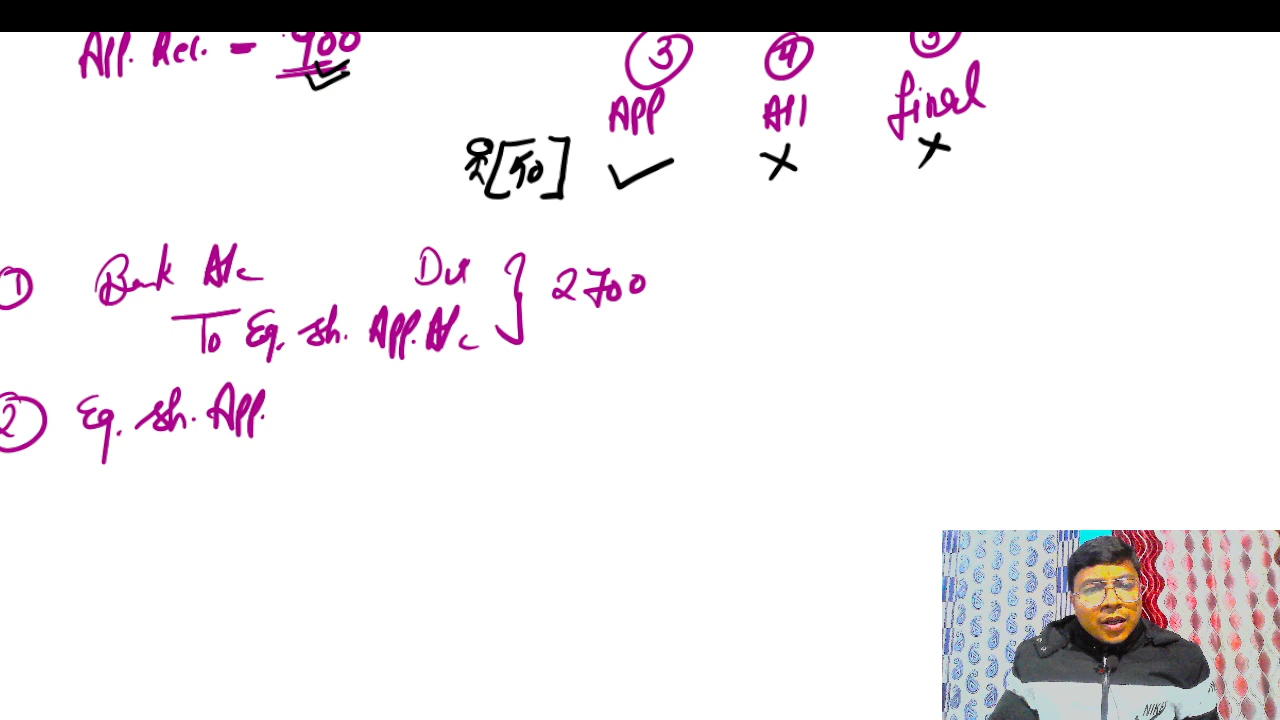 App. Rec. - 900
3 4 5
APP All final
[50]
1 Bank A/c Dr } 2700
To Eq. sh. App. A/c
2 Eq. sh. App.